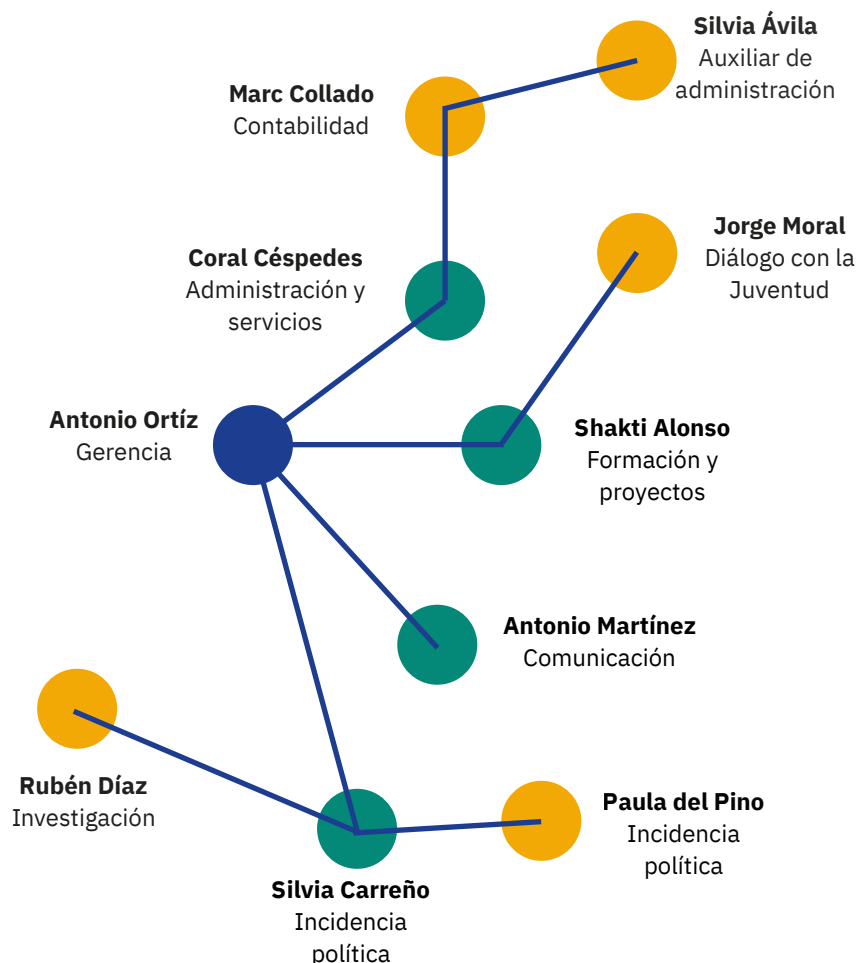 Silvia Ávila
Auxiliar de
administración
Marc Collado
Contabilidad
Jorge Moral
Diálogo con la
Juventud
Coral Céspedes
Administración y
servicios
Antonio Ortíz
Gerencia
Shakti Alonso
Formación y
proyectos
Antonio Martínez
Comunicación
Rubén Díaz
Investigación
Paula del Pino
Incidencia
política
Silvia Carreño
Incidencia
política